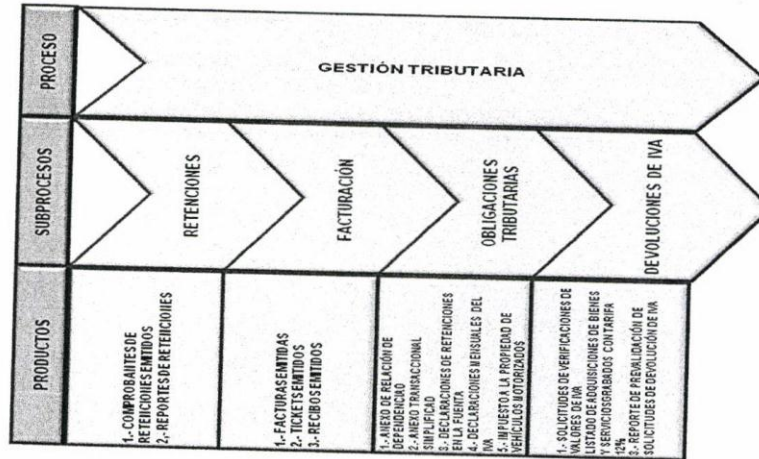 PROCESO
GESTIÓN TRIBUTARIA
SUBPROCESOS
RETENCIONES
FACTURACIÓN
OBLIGACIONES
TRIBUTARIAS
DEVOLUCIONES DE IVA
PRODUCTOS
1.- COMPROBANTES DE
RETENCIONES EMITIDOS
2,- REPORTES DE RETENCIONES
1.- FACTURAS EMITIDAS
2.- TICKETS EMITIDOS
3.- RECIBOS EMITIDOS
1.- ANEXO DE RELACIÓN DE
DEPENDENCIKO
2.- ANEXO TRANSACCIONAL
SIMPLIFICADO
3.- DECLARACIONES DE RETENCIONES
EN LA FUENTA
4.- DECLARACIONES MENSUALES DEL
IVA
5.- IMPUESTO A LA PROPIEDAD DE
VEHÍCULOS MOTORIZADOS
1.- SOLICITUDES DE VERIFICACIONES DE
VALORES DE IVA
LISTADO DE ADQUISICIONES DE BIENES
Y SERVICIOS GRABADOS CON TARIFA
12%
3.- REPORTE DE PREVALIDACIÓN DE
SOLICITUDES DE DEVOLUCIÓN DE IVA